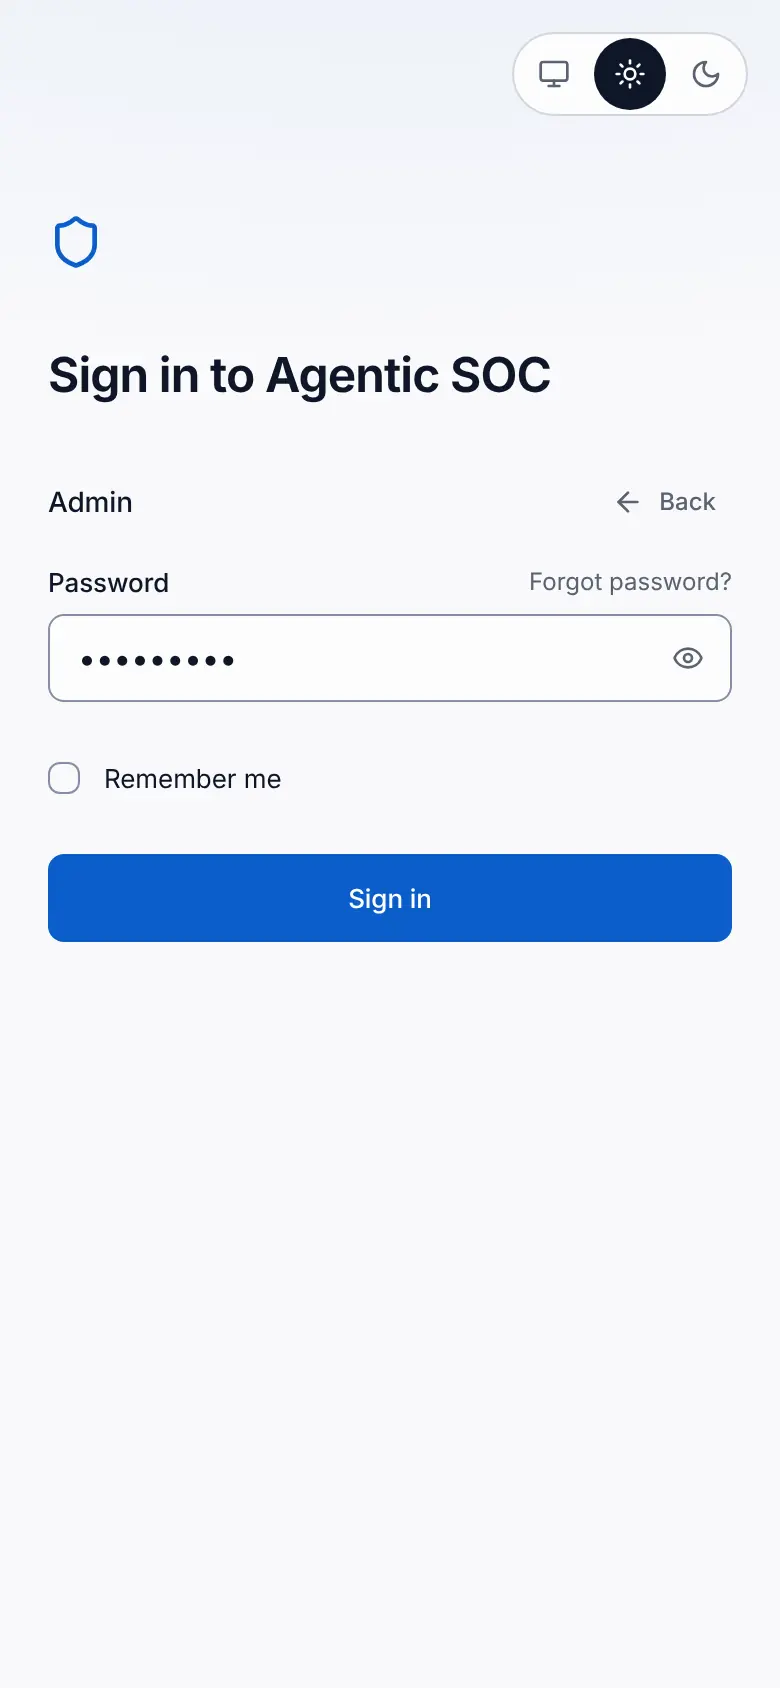 Sign in to Agentic SOC
Admin
Back
Password
Forgot password?
•••••••••
Remember me
Sign in